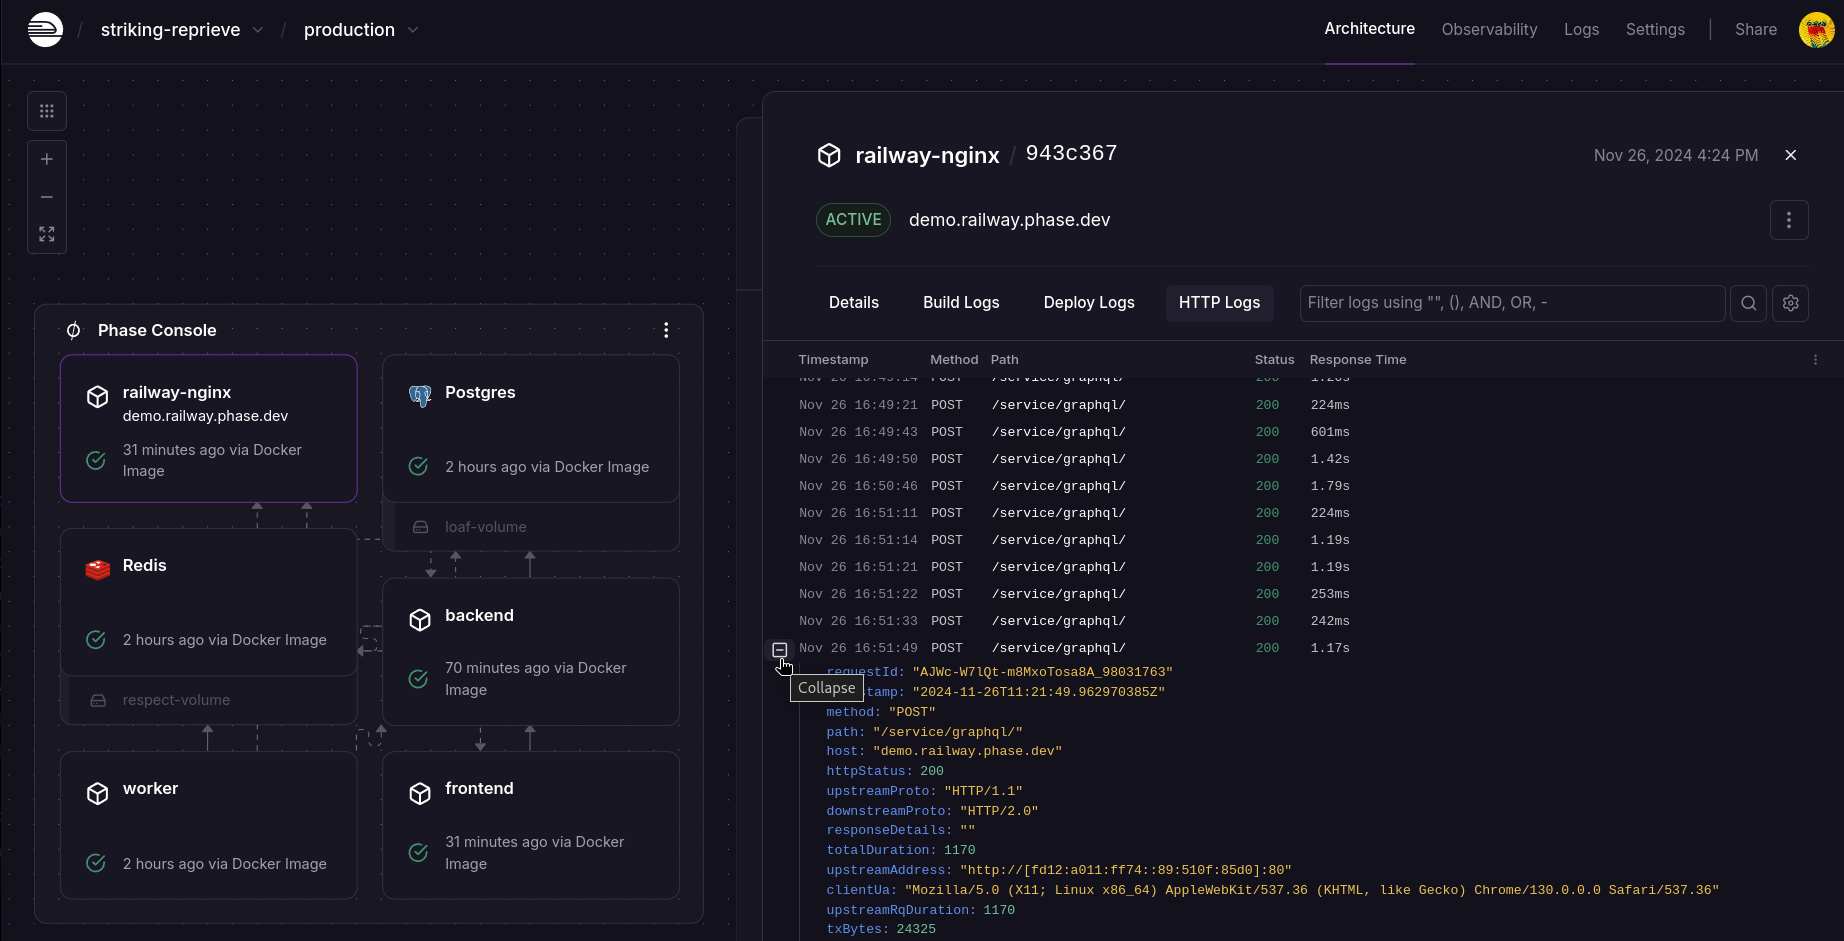 / striking-reprieve / production
Architecture Observability Logs Settings | Share
railway-nginx / 943c367
Nov 26, 2024 4:24 PM
ACTIVE demo.railway.phase.dev
Details Build Logs Deploy Logs HTTP Logs Filter logs using "", (), AND, OR, -
Phase Console
railway-nginx
demo.railway.phase.dev
31 minutes ago via Docker
Image
Postgres
2 hours ago via Docker Image
loaf-volume
Redis
2 hours ago via Docker Image
respect-volume
backend
70 minutes ago via Docker
Image
worker
2 hours ago via Docker Image
frontend
31 minutes ago via Docker
Image
Timestamp Method Path Status Response Time
Nov 26 16:49:14 POST /service/graphql/ 200
Nov 26 16:49:21 POST /service/graphql/ 200 224ms
Nov 26 16:49:43 POST /service/graphql/ 200 601ms
Nov 26 16:49:50 POST /service/graphql/ 200 1.42s
Nov 26 16:50:46 POST /service/graphql/ 200 1.79s
Nov 26 16:51:11 POST /service/graphql/ 200 224ms
Nov 26 16:51:14 POST /service/graphql/ 200 1.19s
Nov 26 16:51:21 POST /service/graphql/ 200 1.19s
Nov 26 16:51:22 POST /service/graphql/ 200 253ms
Nov 26 16:51:33 POST /service/graphql/ 200 242ms
Nov 26 16:51:49 POST /service/graphql/ 200 1.17s
Collapse
requestId: "AJWc-W7lQt-m8MxoTosa8A_98031763"
stamp: "2024-11-26T11:21:49.962970385Z"
method: "POST"
path: "/service/graphql/"
host: "demo.railway.phase.dev"
httpStatus: 200
upstreamProto: "HTTP/1.1"
downstreamProto: "HTTP/2.0"
responseDetails: ""
totalDuration: 1170
upstreamAddress: "http://[fd12:a011:ff74::89:510f:85d0]:80"
clientUa: "Mozilla/5.0 (X11; Linux x86_64) AppleWebKit/537.36 (KHTML, like Gecko) Chrome/130.0.0.0 Safari/537.36"
upstreamRqDuration: 1170
txBytes: 24325